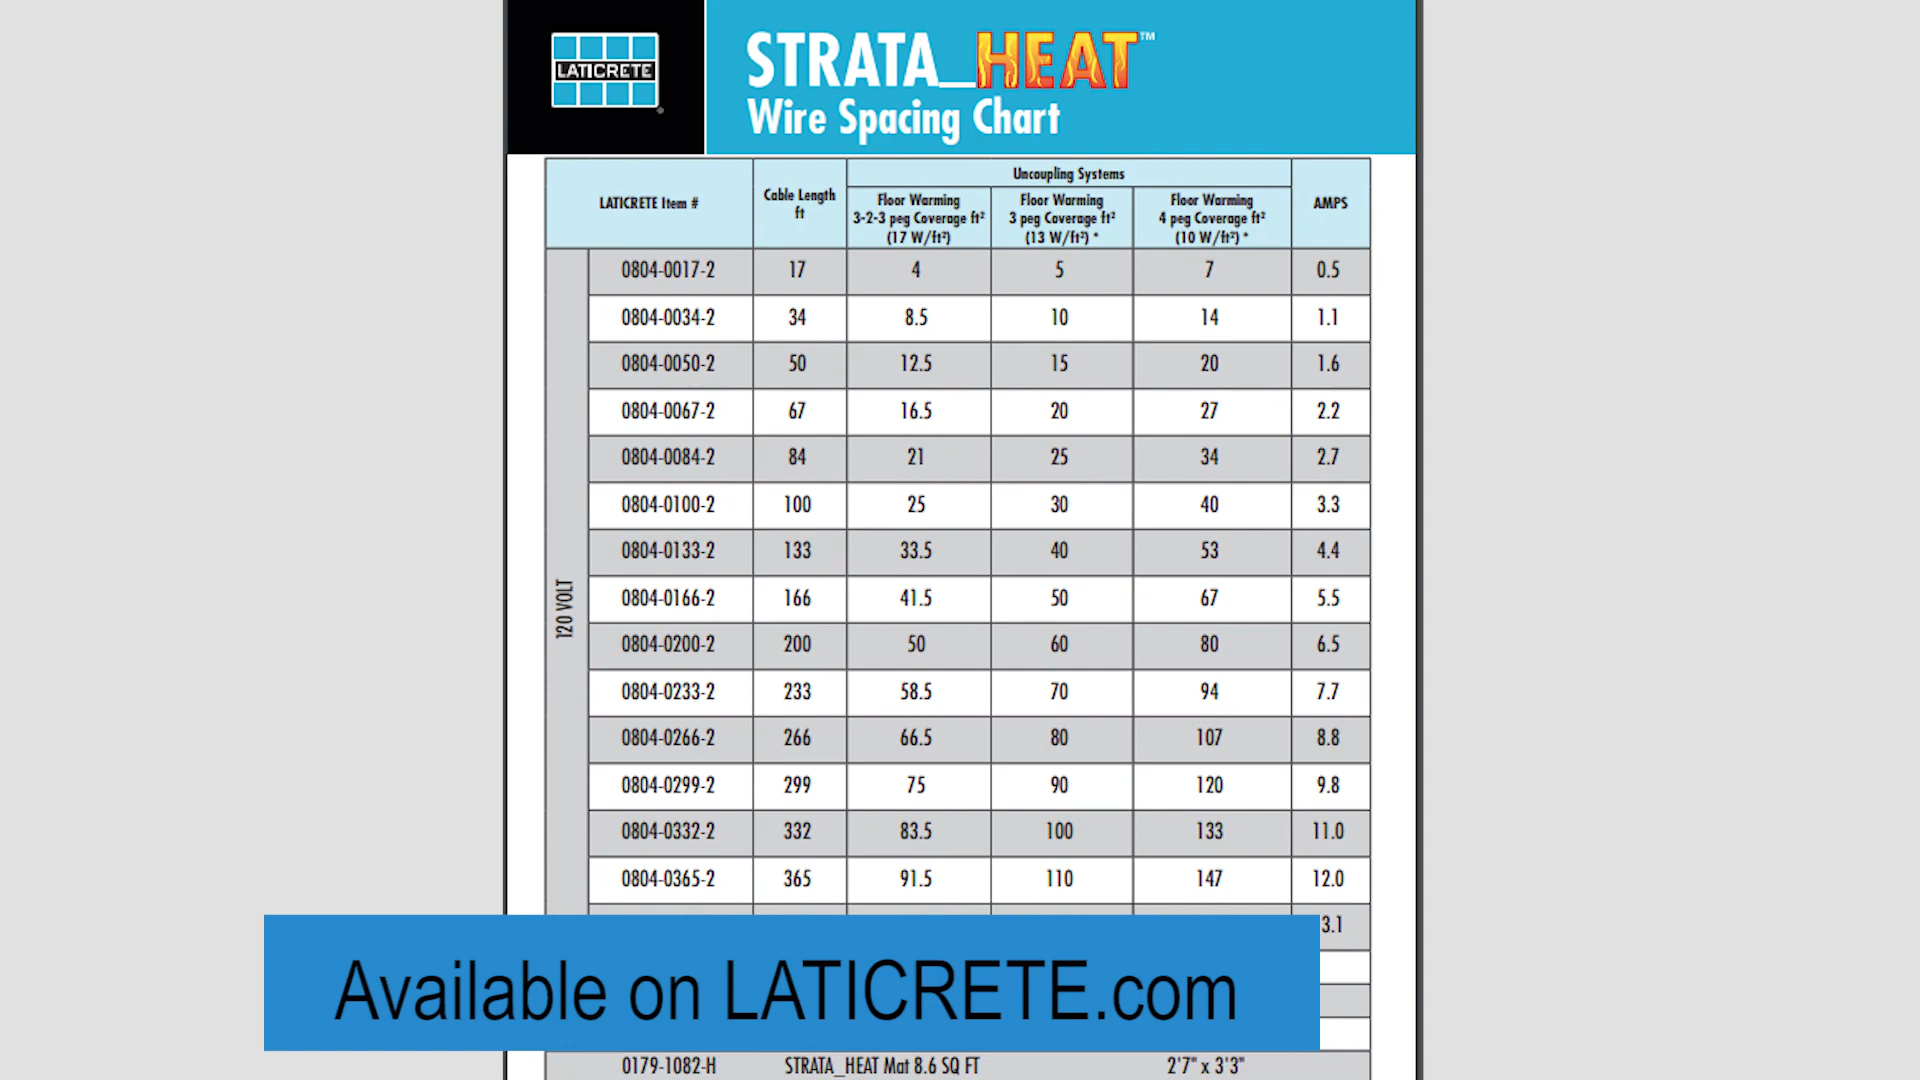 LATICRETE
STRATA_HEAT™
Wire Spacing Chart
LATICRETE Item #
Cable Length
ft
Uncoupling Systems
Floor Warming
3-2-3 peg Coverage ft²
(17 W/ft²)
Floor Warming
3 peg Coverage ft²
(13 W/ft²) *
Floor Warming
4 peg Coverage ft²
(10 W/ft²) *
AMPS
120 VOLT
0804-0017-2 17 4 5 7 0.5
0804-0034-2 34 8.5 10 14 1.1
0804-0050-2 50 12.5 15 20 1.6
0804-0067-2 67 16.5 20 27 2.2
0804-0084-2 84 21 25 34 2.7
0804-0100-2 100 25 30 40 3.3
0804-0133-2 133 33.5 40 53 4.4
0804-0166-2 166 41.5 50 67 5.5
0804-0200-2 200 50 60 80 6.5
0804-0233-2 233 58.5 70 94 7.7
0804-0266-2 266 66.5 80 107 8.8
0804-0299-2 299 75 90 120 9.8
0804-0332-2 332 83.5 100 133 11.0
0804-0365-2 365 91.5 110 147 12.0
3.1
Available on LATICRETE.com
0179-1082-H STRATA_HEAT Mat 8.6 SQ FT 2'7" x 3'3"